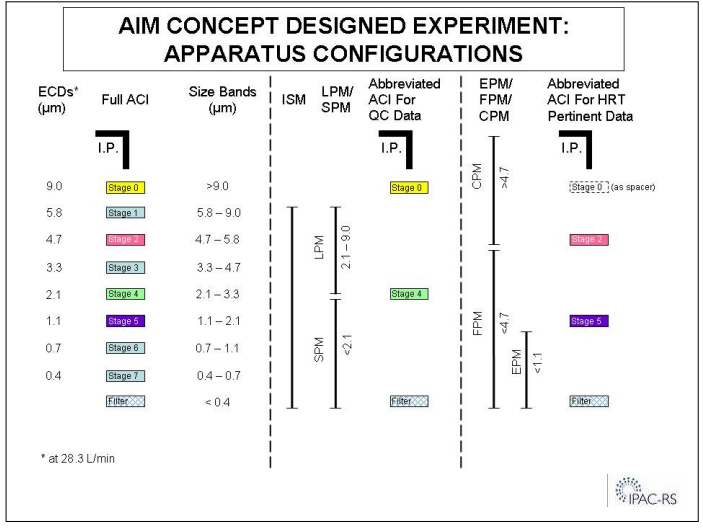 AIM CONCEPT DESIGNED EXPERIMENT:
APPARATUS CONFIGURATIONS
ECDs* (µm) Full ACI Size Bands (µm) ISM LPM/ SPM Abbreviated ACI For QC Data EPM/ FPM/ CPM Abbreviated ACI For HRT Pertinent Data
I.P. I.P. I.P.
CPM >4.7
9.0 Stage 0 >9.0 Stage 0 Stage 0 (as spacer)
5.8 Stage 1 5.8 – 9.0
4.7 Stage 2 4.7 – 5.8 Stage 2
LPM 2.1 – 9.0
3.3 Stage 3 3.3 – 4.7
2.1 Stage 4 2.1 – 3.3 Stage 4
1.1 Stage 5 1.1 – 2.1 Stage 5
FPM <4.7
SPM <2.1
0.7 Stage 6 0.7 – 1.1
EPM <1.1
0.4 Stage 7 0.4 – 0.7
Filter < 0.4 Filter Filter
* at 28.3 L/min
IPAC-RS